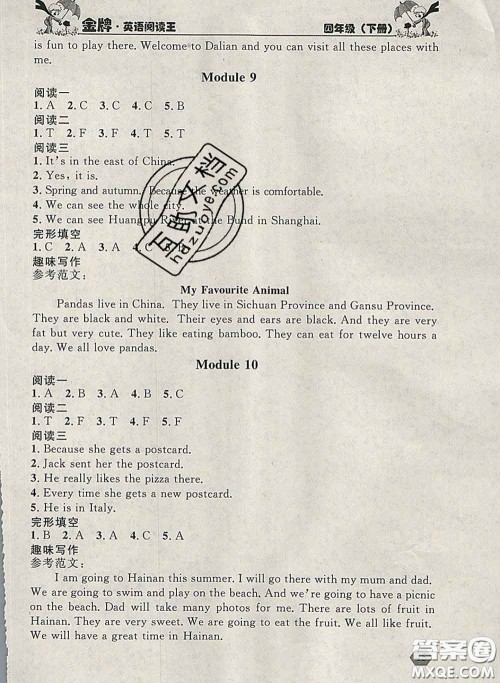 金牌·英语阅读王
四年级（下册）
is fun to play there. Welcome to Dalian and you can visit all these places with
me.
Module 9
阅读一
1. A 2. C 3. C 4. C 5. B
阅读二
1. T 2. F 3. F 4. T
阅读三
1. It's in the east of China.
2. Yes, it is.
3. Spring and autumn. Because the weather is comfortable.
4. We can see the whole city.
5. We can see Huangpu River at the Bund in Shanghai.
完形填空
1. C 2. A 3. B 4. 5. A
趣味写作
参考范文：
My Favourite Animal
Pandas live in China. They live in Sichuan Province and Gansu Province.
They are black and white. Their eyes and ears are black. And they are very
fat but very cute. They like eating bamboo. They can eat for twelve hours a
day. We all love pandas.
Module 10
阅读一
1. A 2. B 3. A 4. B 5. A
阅读二
1. T 2. F 3. T 4. T 5. F
阅读三
1. Because she gets a postcard.
2. Jack sent her the postcard.
3. He really likes the pizza there.
4. Every time she gets a new postcard.
5. He is in Italy.
完形填空
1. B 2. A 3. C 4. A 5. C
趣味写作
参考范文：
I am going to Hainan this summer. I will go there with my mum and dad.
We are going to swim and play on the beach. And we're going to have a picnic
on the beach. Dad will take many photos for me. There are lots of fruit in
Hainan. They are very sweet. We are going to eat fruit. We all like fruit.
We will have a great time in Hainan.
互助文档
hdzuoye.com
答案圈
MXQE.COM